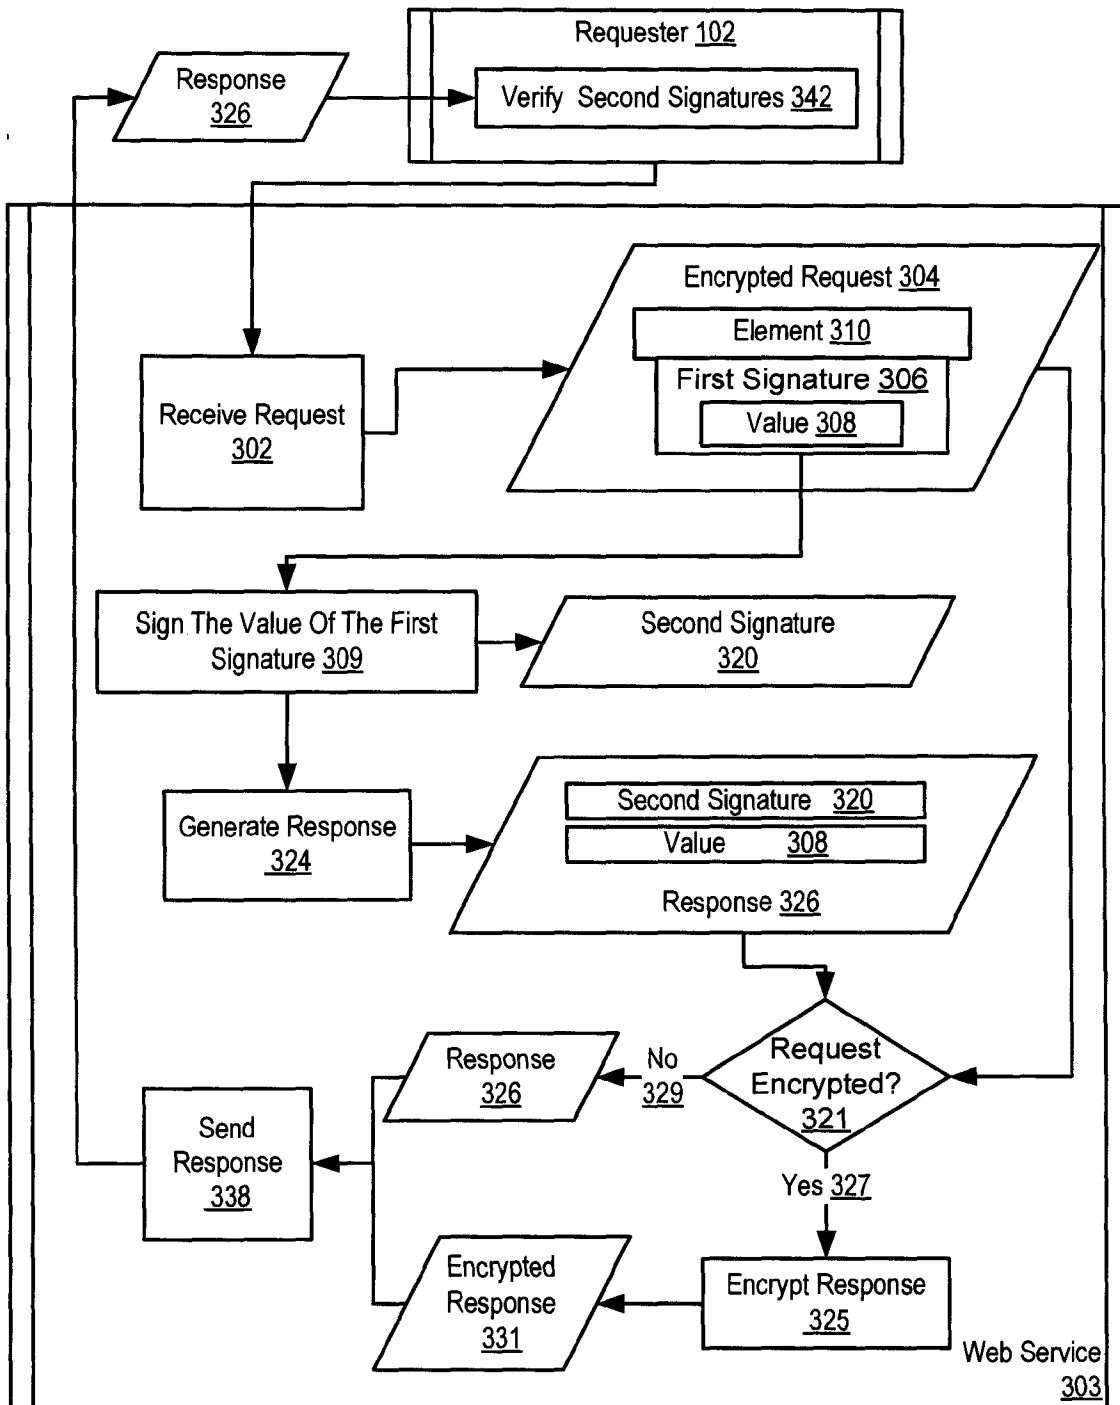 Requester 102
Response
326
Verify Second Signatures 342
Encrypted Request 304
Element 310
First Signature 306
Value 308
Receive Request
302
Sign The Value Of The First
Signature 309
Second Signature
320
Generate Response
324
Second Signature 320
Value 308
Response 326
Request
Encrypted?
321
No
329
Response
326
Send
Response
338
Yes 327
Encrypted
Response
331
Encrypt Response
325
Web Service
303